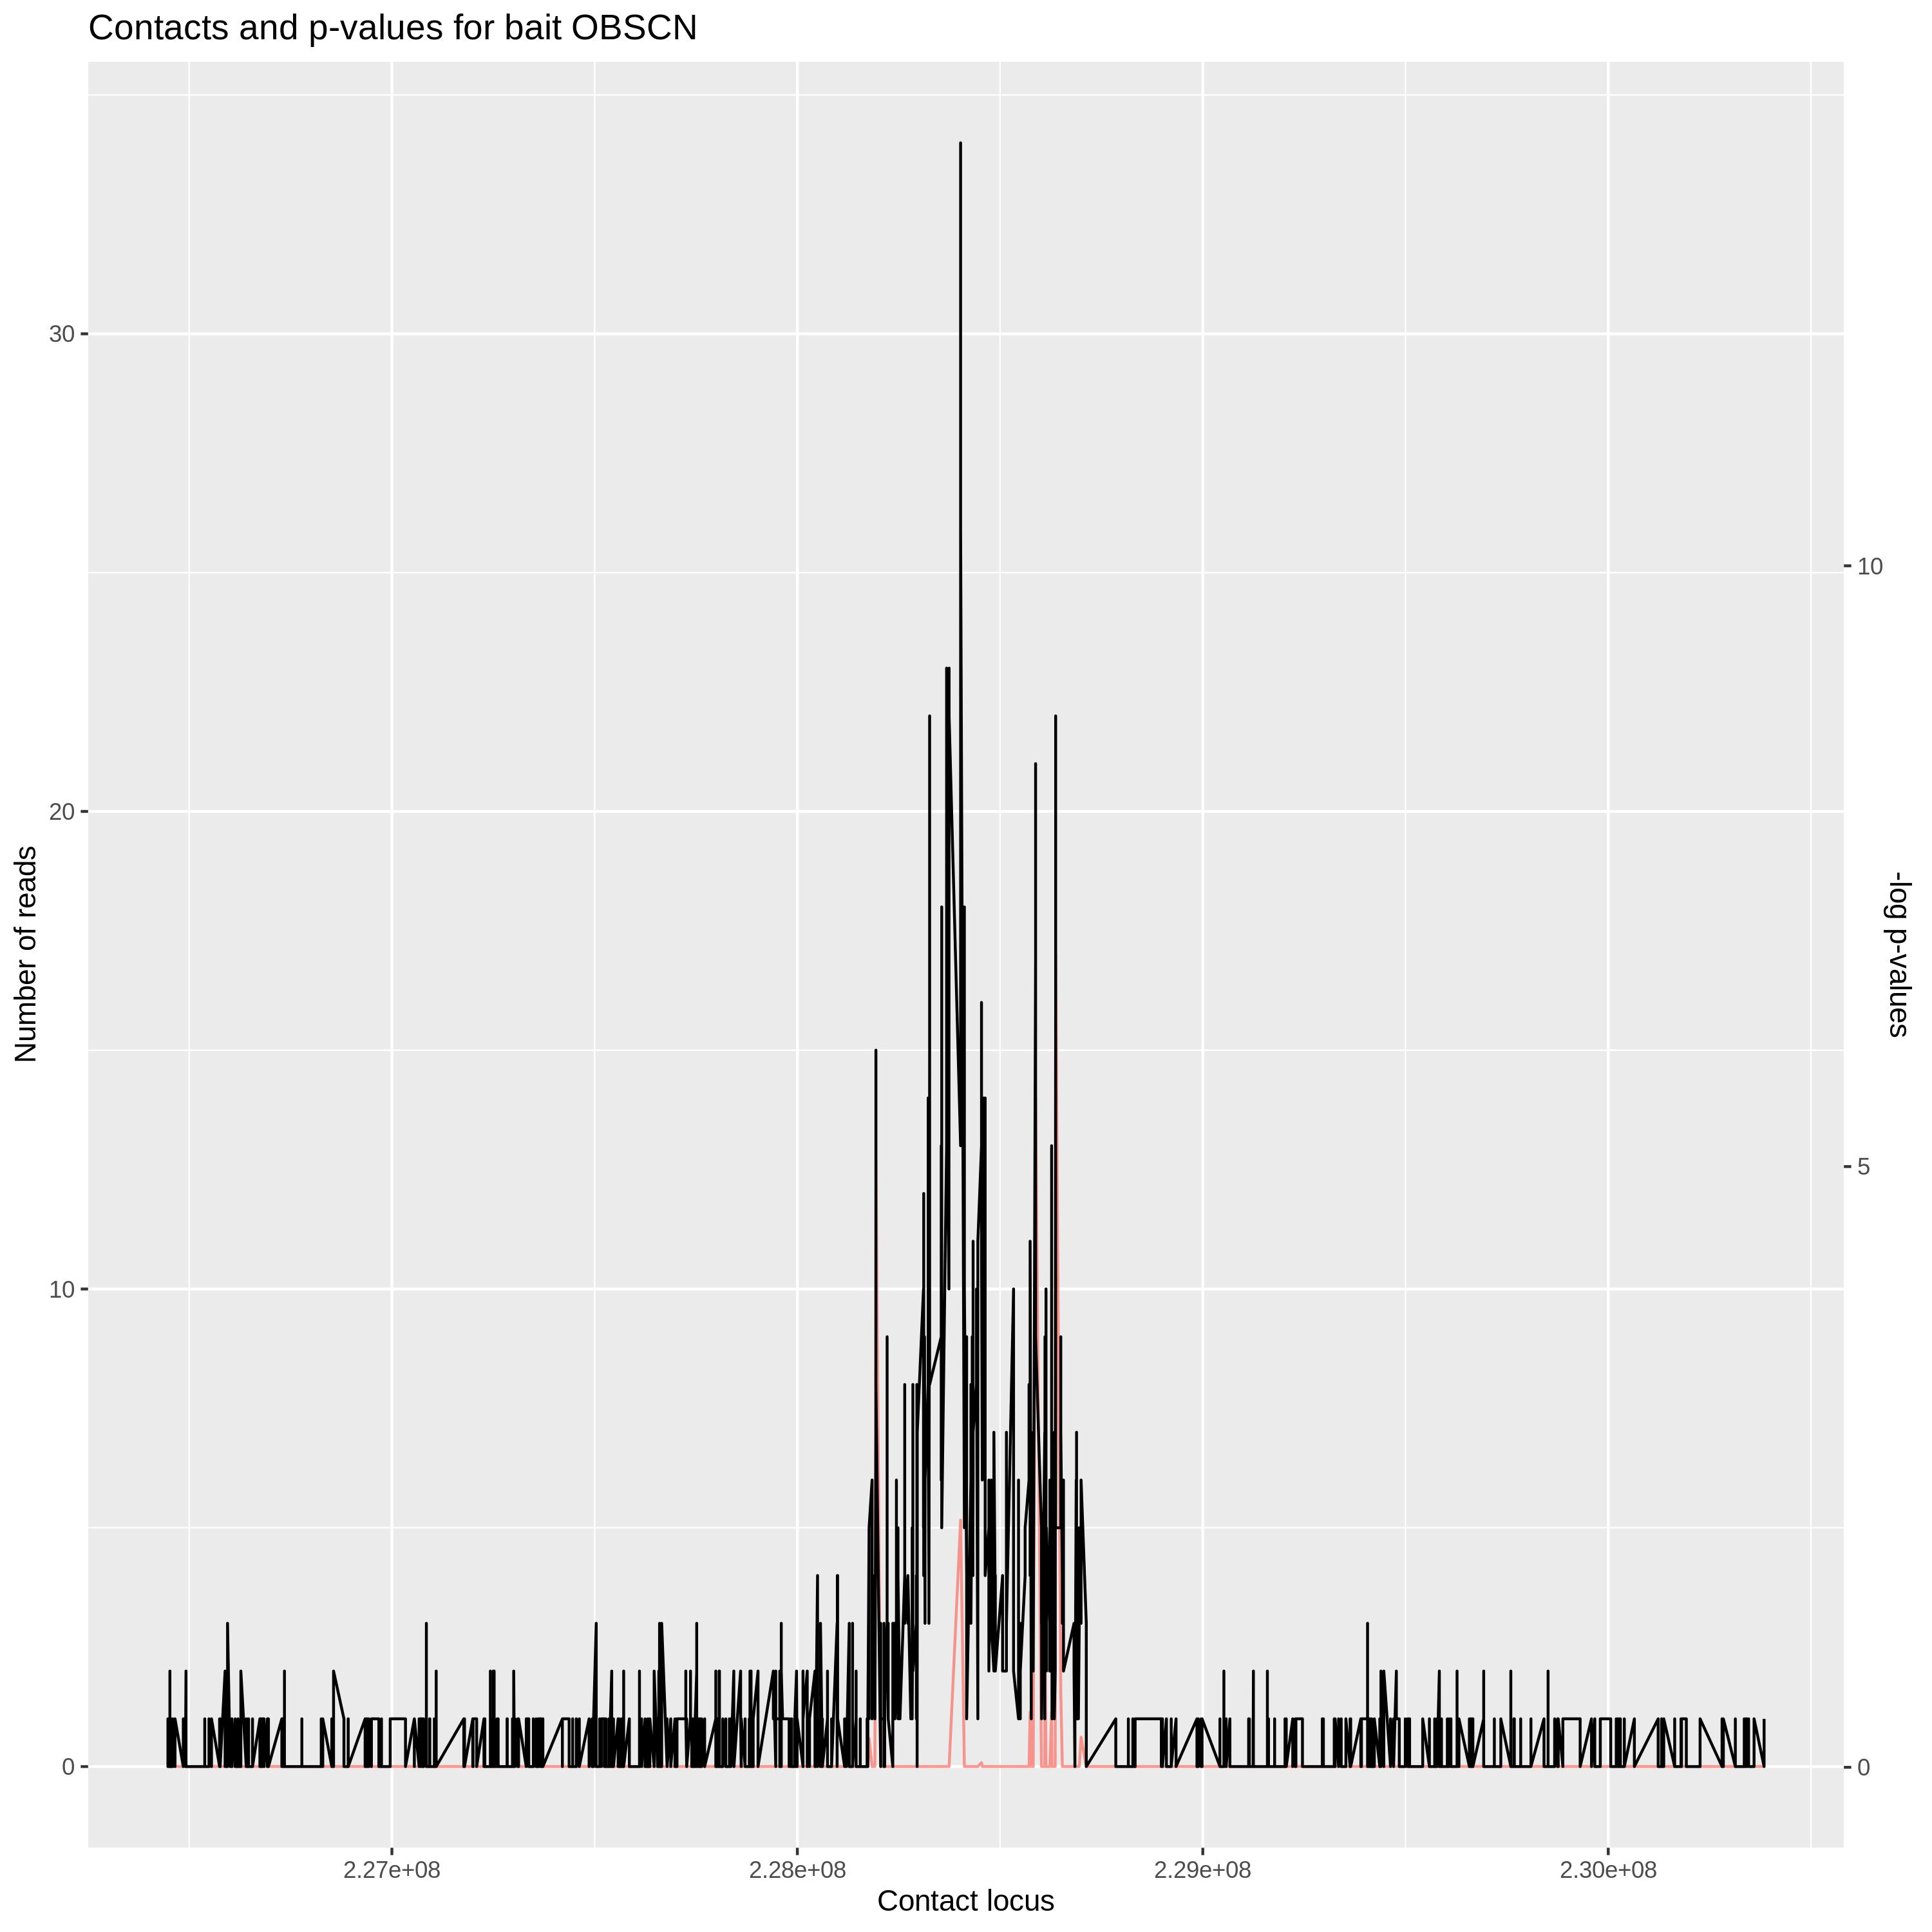 Contacts and p-values for bait OBSCN
30
20
10
0
Number of reads
10
5
0
-log p-values
2.27e+08
2.28e+08
2.29e+08
2.30e+08
Contact locus